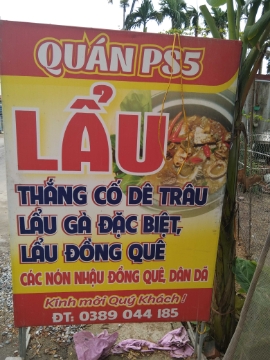 QUÁN PS5
LẨU
THẮNG CỐ DÊ TRÂU
LẨU GÀ ĐẶC BIỆT,
LẨU ĐỒNG QUÊ
CÁC NÓN NHẬU ĐỒNG QUÊ, DÂN DÃ
Kính mời Quý Khách !
ĐT: 0389 044 185